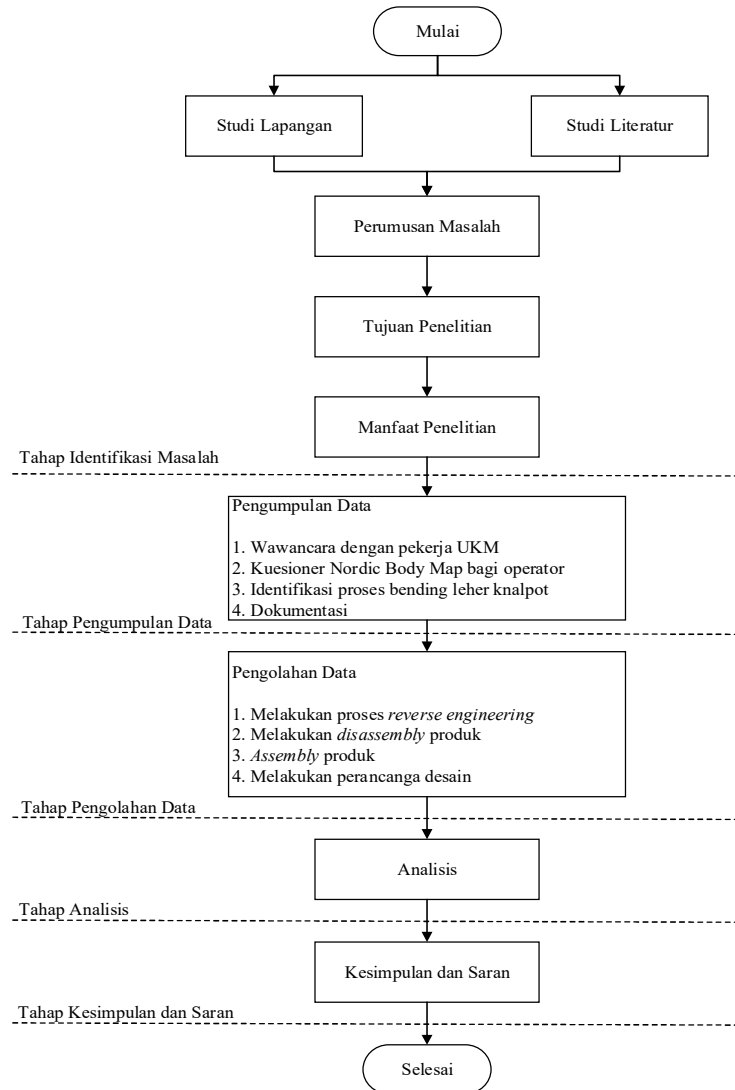 Mulai
Studi Lapangan
Studi Literatur
Perumusan Masalah
Tujuan Penelitian
Manfaat Penelitian
Tahap Identifikasi Masalah
Pengumpulan Data
1. Wawancara dengan pekerja UKM
2. Kuesioner Nordic Body Map bagi operator
3. Identifikasi proses bending leher knalpot
4. Dokumentasi
Tahap Pengumpulan Data
Pengolahan Data
1. Melakukan proses reverse engineering
2. Melakukan disassembly produk
3. Assembly produk
4. Melakukan perancanga desain
Tahap Pengolahan Data
Analisis
Tahap Analisis
Kesimpulan dan Saran
Tahap Kesimpulan dan Saran
Selesai